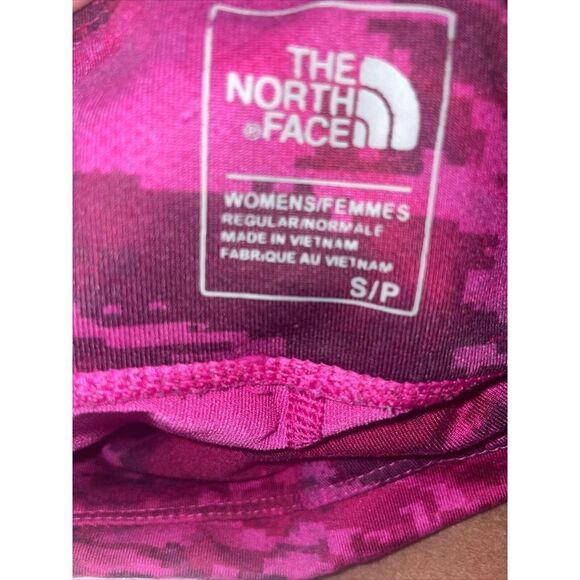 THE
NORTH
®FACE
WOMENS/FEMMES
REGULAR/NORMALE
MADE IN VIETNAM
FABRIQUE AU VIETNAM
S/P